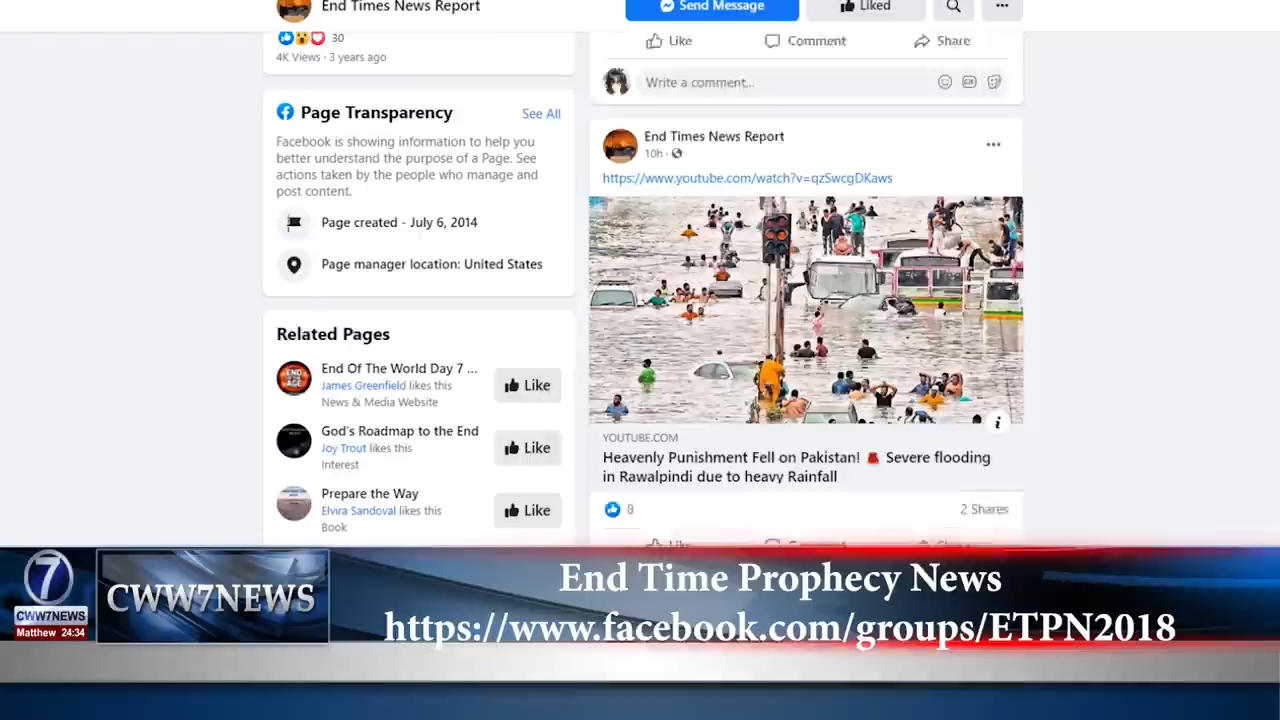 End Times News Report
Send Message
Liked
30
4K Views · 3 years ago
Like
Comment
Share
Write a comment...
GIF
Page Transparency
See All
Facebook is showing information to help you
better understand the purpose of a Page. See
actions taken by the people who manage and
post content.
Page created - July 6, 2014
Page manager location: United States
Related Pages
End Of The World Day 7 ...
James Greenfield likes this
News & Media Website
Like
God's Roadmap to the End
Joy Trout likes this
Interest
Like
Prepare the Way
Elvira Sandoval likes this
Book
Like
End Times News Report
10h ·
https://www.youtube.com/watch?v=qzSwcgDKaws
YOUTUBE.COM
Heavenly Punishment Fell on Pakistan! Severe flooding
in Rawalpindi due to heavy Rainfall
8
2 Shares
7
CWW7NEWS
Matthew 24:34
CWW7NEWS
End Time Prophecy News
https://www.facebook.com/groups/ETPN2018